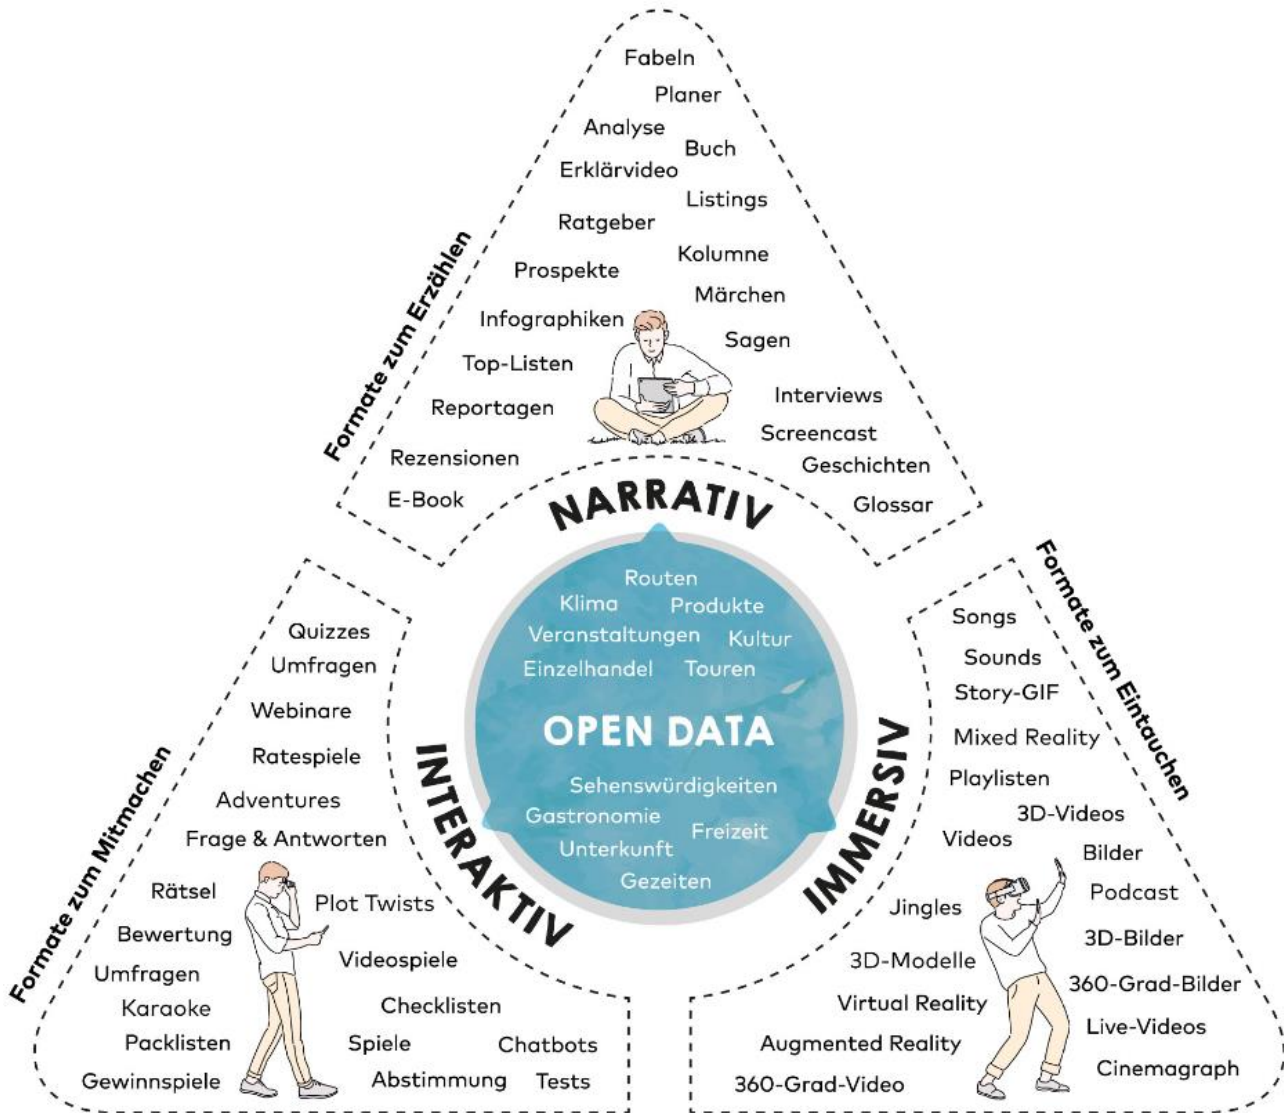 Fabeln
Planer
Analyse
Buch
Erklärvideo
Listings
Ratgeber
Kolumne
Prospekte
Märchen
Infographiken
Sagen
Top-Listen
Interviews
Reportagen
Screencast
Rezensionen
Geschichten
E-Book
Glossar
Formate zum Erzählen
NARRATIV
Routen
Klima Produkte
Veranstaltungen Kultur
Einzelhandel Touren
OPEN DATA
Sehenswürdigkeiten
Gastronomie
Freizeit
Unterkunft
Gezeiten
INTERAKTIV
IMMERSIV
Formate zum Mitmachen
Quizzes
Umfragen
Webinare
Ratespiele
Adventures
Frage & Antworten
Rätsel
Plot Twists
Bewertung
Videospiele
Umfragen
Karaoke
Checklisten
Packlisten
Spiele
Chatbots
Gewinnspiele
Abstimmung
Tests
Formate zum Eintauchen
Songs
Sounds
Story-GIF
Mixed Reality
Playlisten
3D-Videos
Videos
Bilder
Podcast
Jingles
3D-Bilder
3D-Modelle
360-Grad-Bilder
Virtual Reality
Live-Videos
Augmented Reality
Cinemagraph
360-Grad-Video